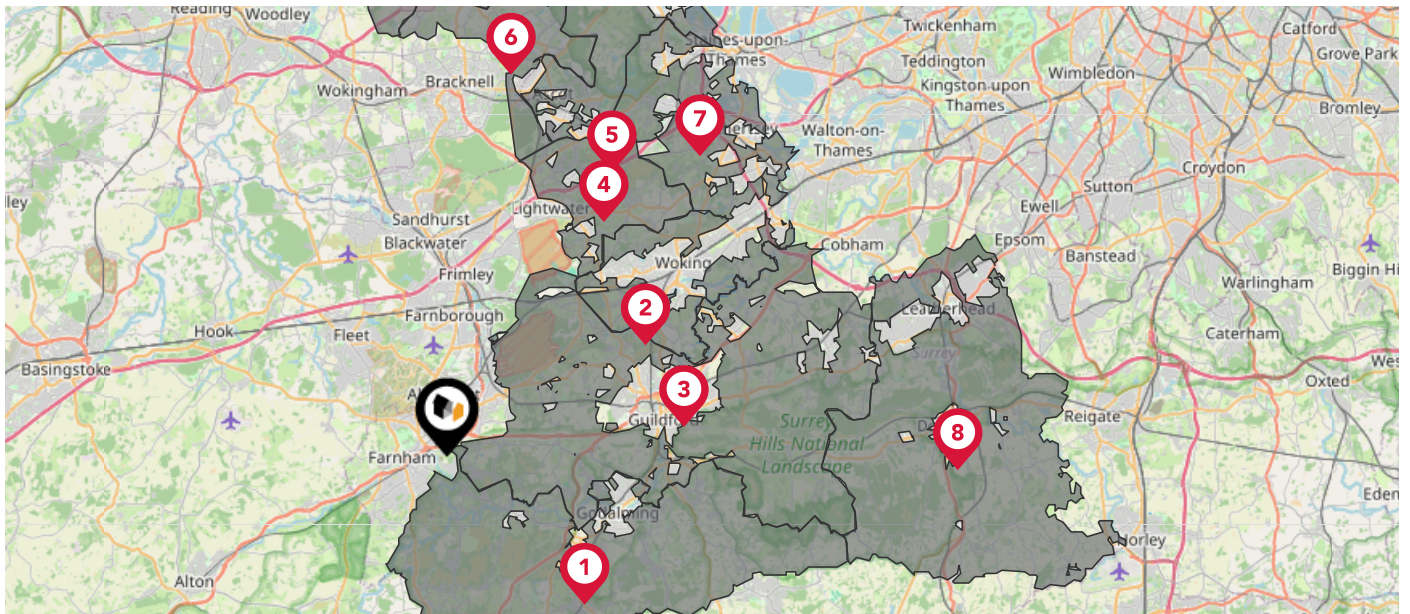 Reading
Woodley
6
Staines-upon-
Thames
Twickenham
Catford
Bracknell
Teddington
Grove Park
Wokingham
Wimbledon
Kingston upon
Thames
Bromley
7
5
Walton-on-
Thames
Croydon
4
Sutton
Lightwater
Ewell
Sandhurst
Blackwater
Cobham
Epsom
Banstead
Woking
Frimley
Biggin Hi
Warlingham
2
Farnborough
Leatherhead
Hook
Fleet
Caterham
Surrey
Basingstoke
Wes
3
Oxted
Guildford
Surrey
Hills National
Landscape
Reigate
8
Farnham
Eden
Godalming
Horley
1
Alton